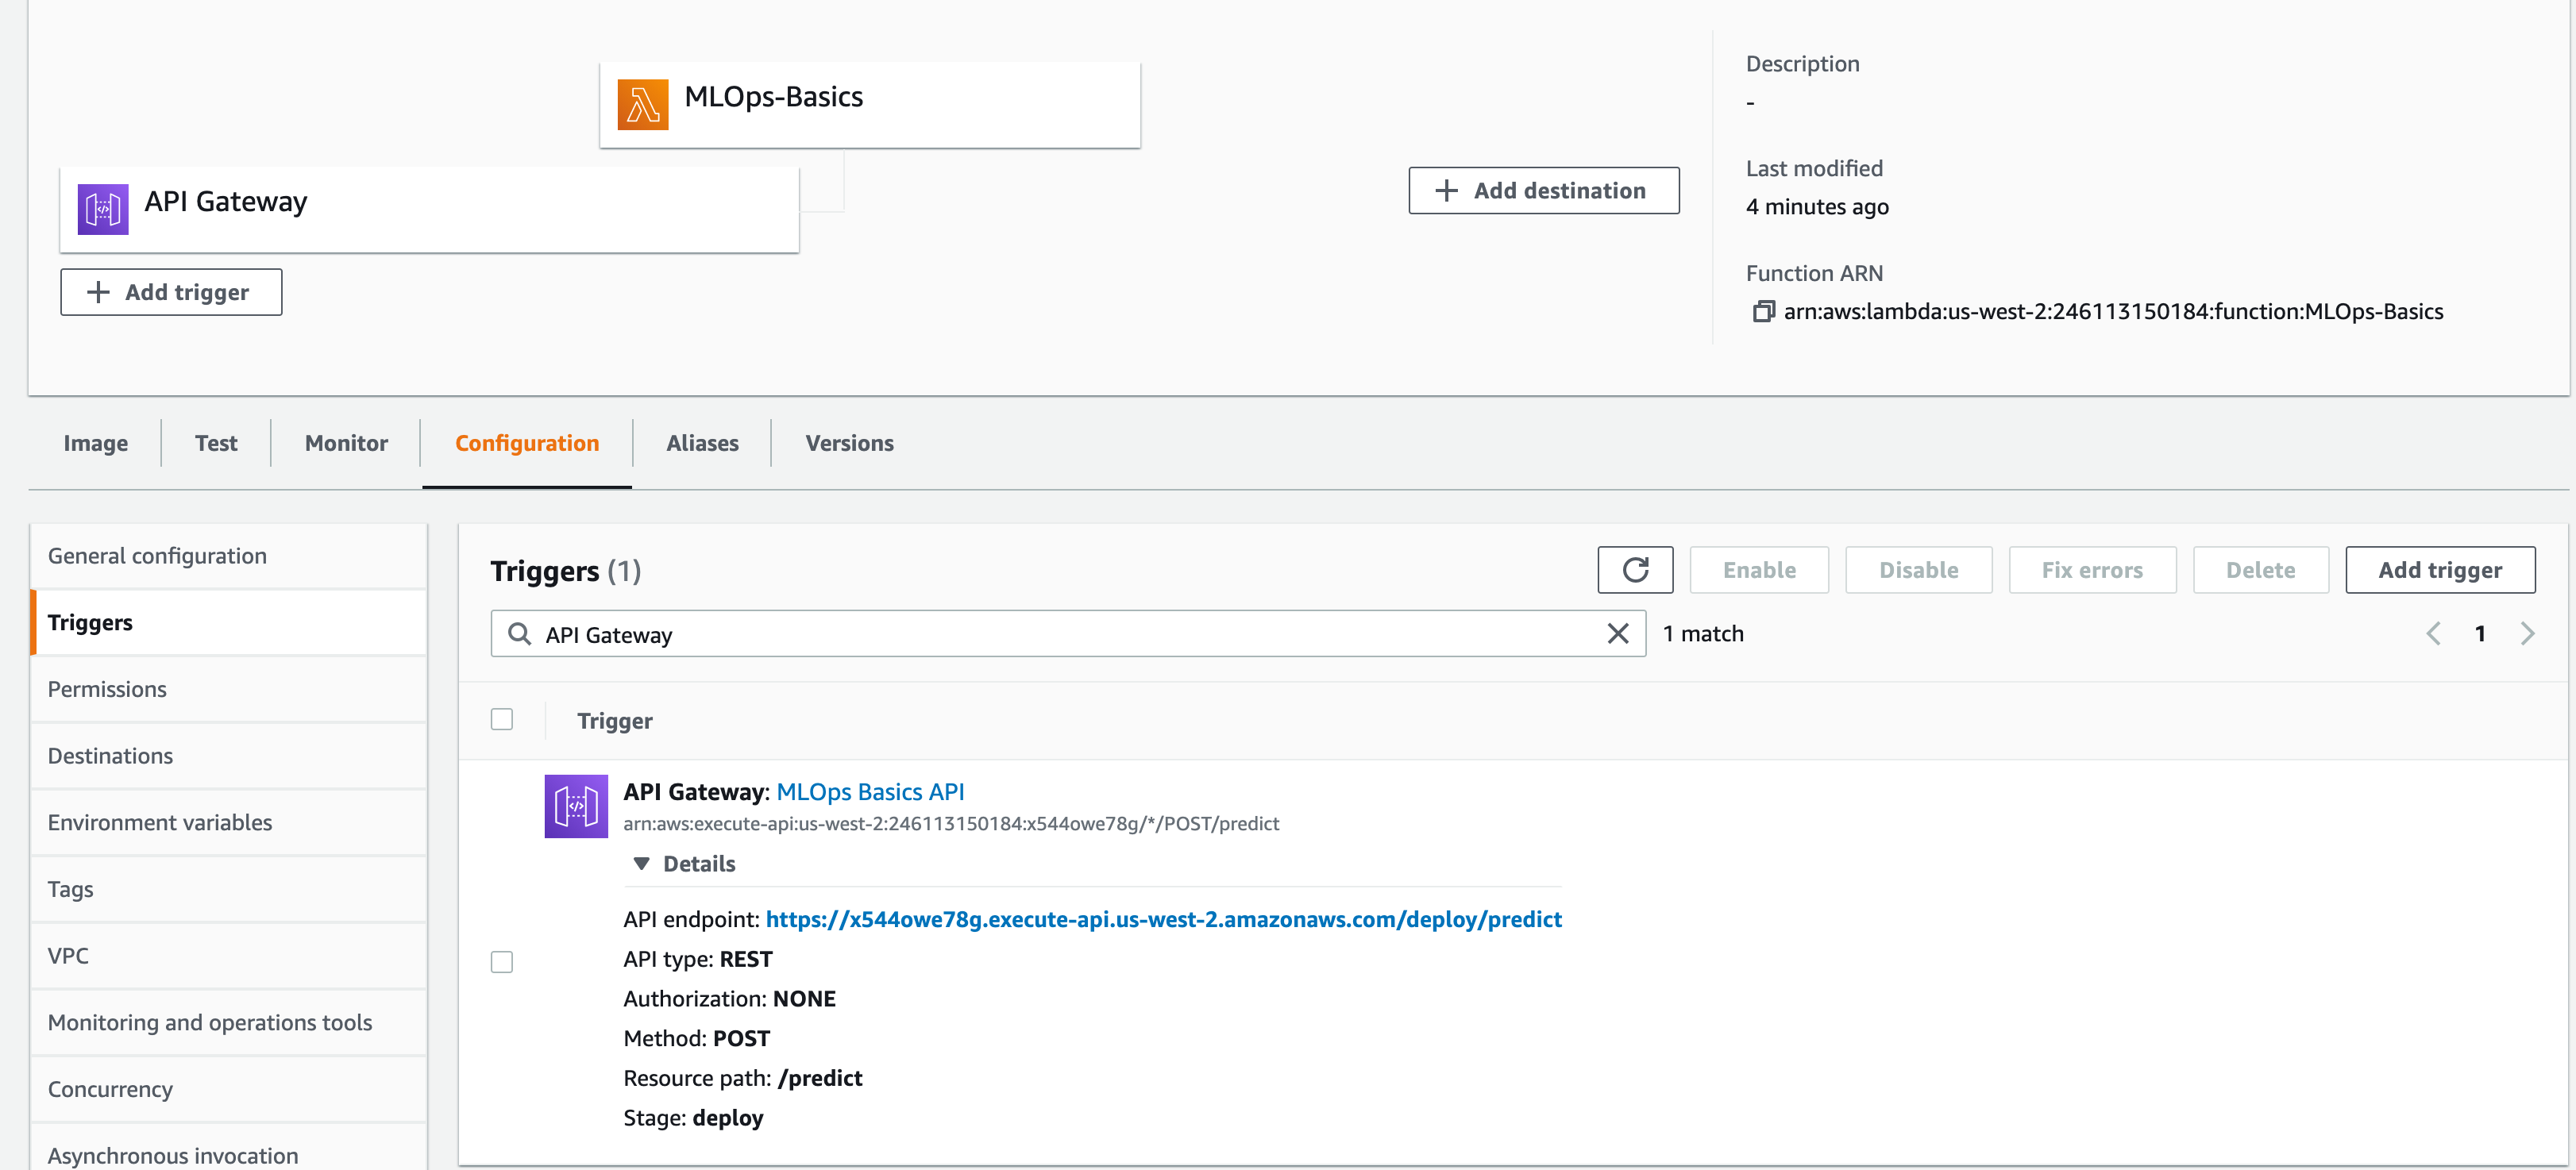 MLOps-Basics
API Gateway
Add trigger
Add destination
Description
-
Last modified
4 minutes ago
Function ARN
arn:aws:lambda:us-west-2:246113150184:function:MLOps-Basics
Image
Test
Monitor
Configuration
Aliases
Versions
General configuration
Triggers
Permissions
Destinations
Environment variables
Tags
VPC
Monitoring and operations tools
Concurrency
Asynchronous invocation
Triggers (1)
Enable
Disable
Fix errors
Delete
Add trigger
API Gateway
1 match
1
Trigger
API Gateway: MLOps Basics API
arn:aws:execute-api:us-west-2:246113150184:x544owe78g/*/POST/predict
Details
API endpoint: https://x544owe78g.execute-api.us-west-2.amazonaws.com/deploy/predict
API type: REST
Authorization: NONE
Method: POST
Resource path: /predict
Stage: deploy